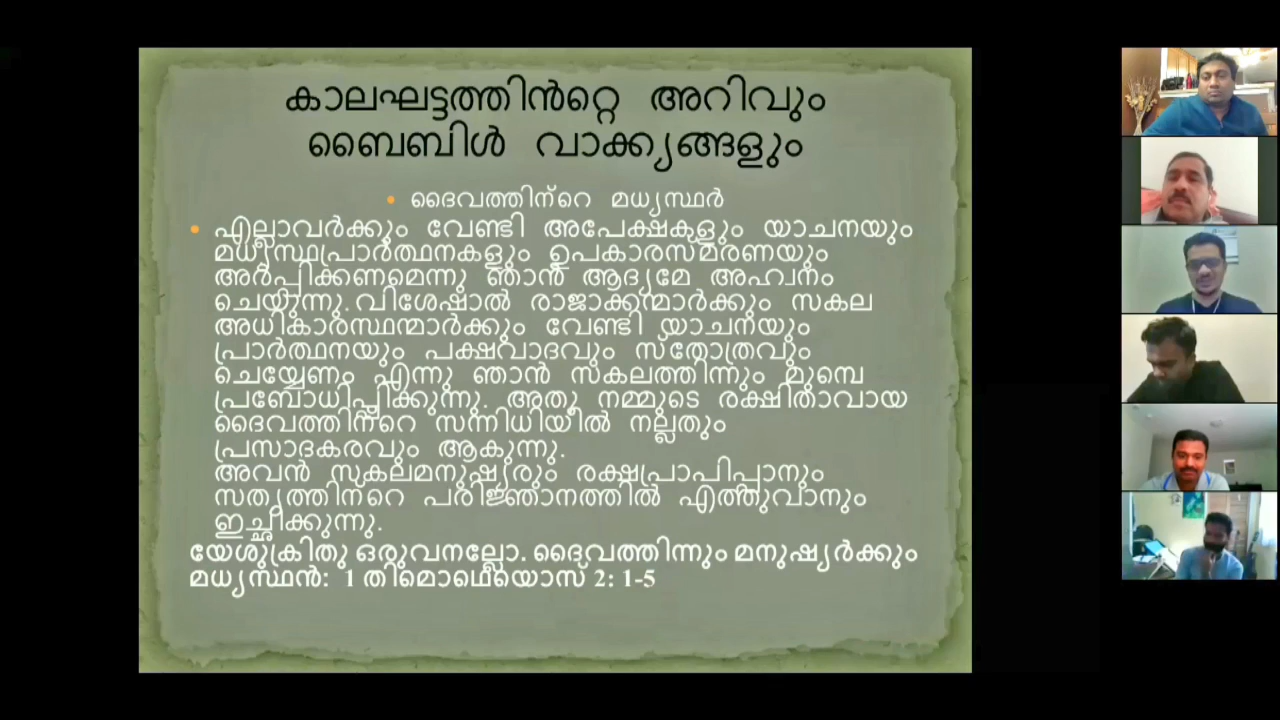 കാലഘട്ടത്തിൻറ്റെ അറിവും
ബൈബിൾ വാക്ക്യങ്ങളും
• ദൈവത്തിന്റെ മധ്യസ്ഥർ
• എല്ലാവർക്കും വേണ്ടി അപേക്ഷകളും യാചനയും
മധ്യസ്ഥപ്രാർത്ഥനകളും ഉപകാരസ്മരണയും
അർപ്പിക്കണമെന്നു ഞാൻ ആദ്യമേ അഹ്വനം
ചെയുന്നു. വിശേഷാൽ രാജാക്കന്മാർക്കും സകല
അധികാരസ്ഥന്മാർക്കും വേണ്ടി യാചനയും
പ്രാർത്ഥനയും പക്ഷവാദവും സ്തോത്രവും
ചെയ്യേണം എന്നു ഞാൻ സകലത്തിന്നും മുമ്പെ
പ്രബോധിപ്പിക്കുന്നു. അതു നമ്മുടെ രക്ഷിതാവായ
ദൈവത്തിന്റെ സന്നിധിയിൽ നല്ലതും
പ്രസാദകരവും ആകുന്നു.
അവൻ സകലമനുഷ്യരും രക്ഷപ്രാപിപ്പാനും
സത്യത്തിന്റെ പരിജ്ഞാനത്തിൽ എത്തുവാനും
ഇച്ഛിക്കുന്നു.
യേശുക്രിതു ഒരുവനല്ലോ. ദൈവത്തിന്നും മനുഷ്യർക്കും
മധ്യസ്ഥൻ: 1 തിമൊഥെയൊസ് 2: 1-5